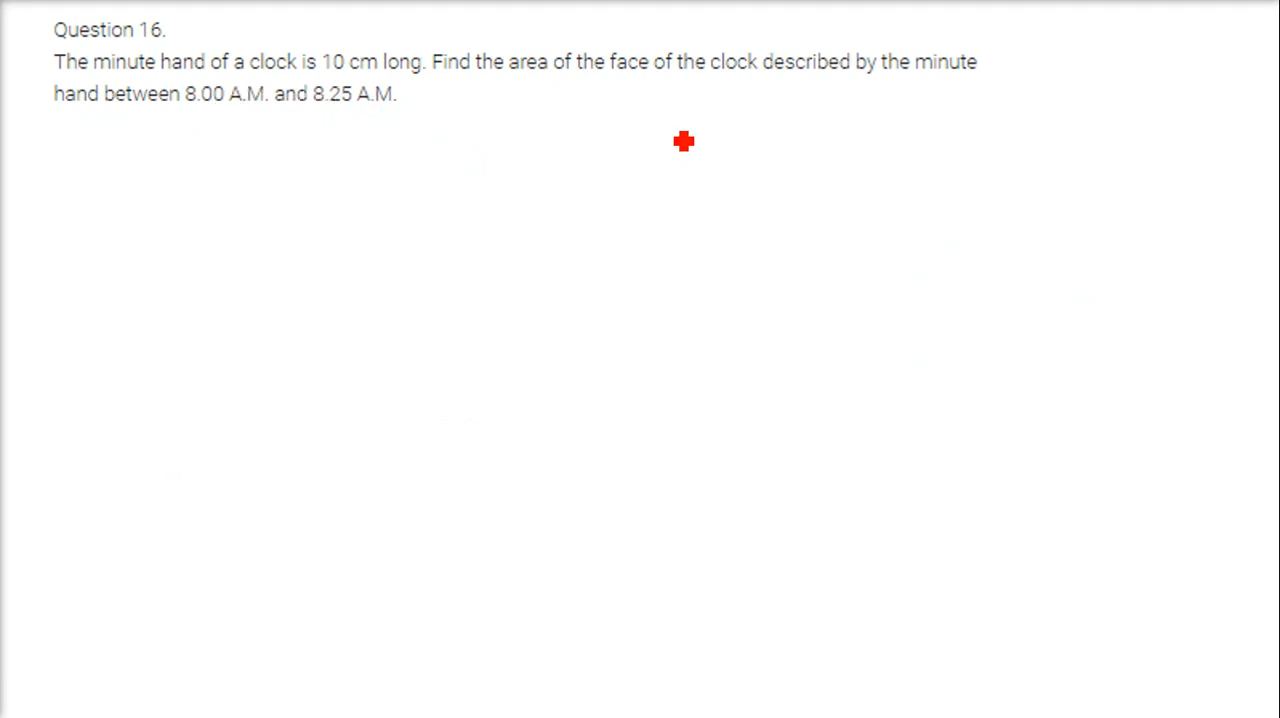 Question 16.
The minute hand of a clock is 10 cm long. Find the area of the face of the clock described by the minute
hand between 8.00 A.M. and 8.25 A.M.